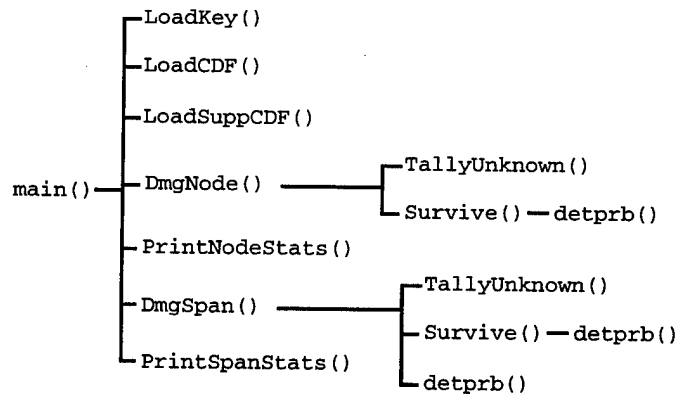 LoadKey()
LoadCDF()
LoadSuppCDF()
main()
DmgNode()
TallyUnknown()
Survive()
detprb()
PrintNodeStats()
DmgSpan()
TallyUnknown()
Survive()
detprb()
detprb()
PrintSpanStats()